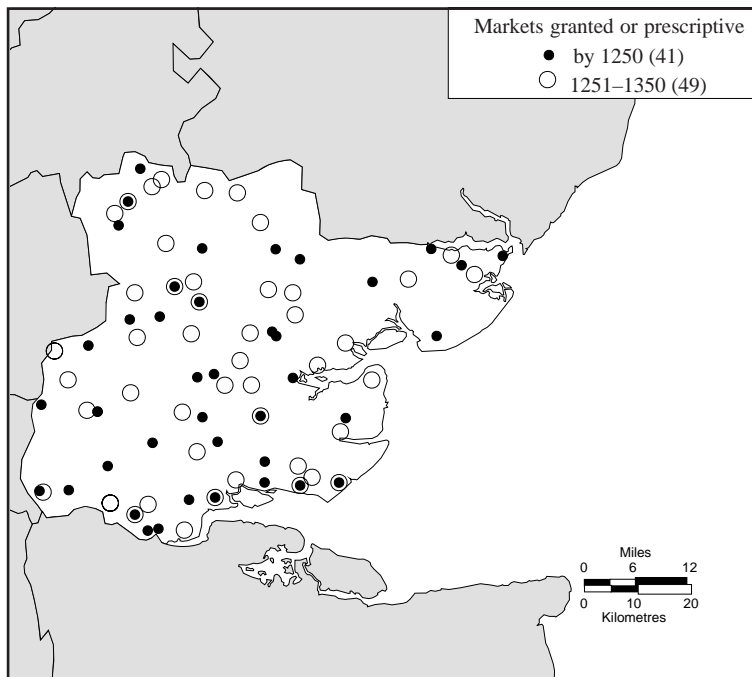 Markets granted or prescriptive
by 1250 (41)
1251–1350 (49)
Miles
0 6 12
0 10 20
Kilometres